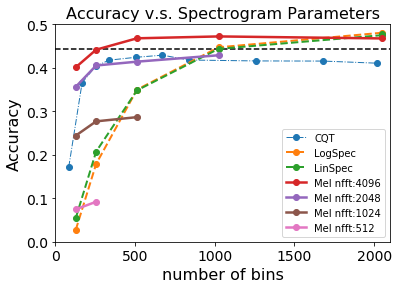 Accuracy v.s. Spectrogram Parameters
Accuracy
0.5
0.4
0.3
0.2
0.1
0.0
CQT
LogSpec
LinSpec
Mel nfft:4096
Mel nfft:2048
Mel nfft:1024
Mel nfft:512
0 500 1000 1500 2000
number of bins